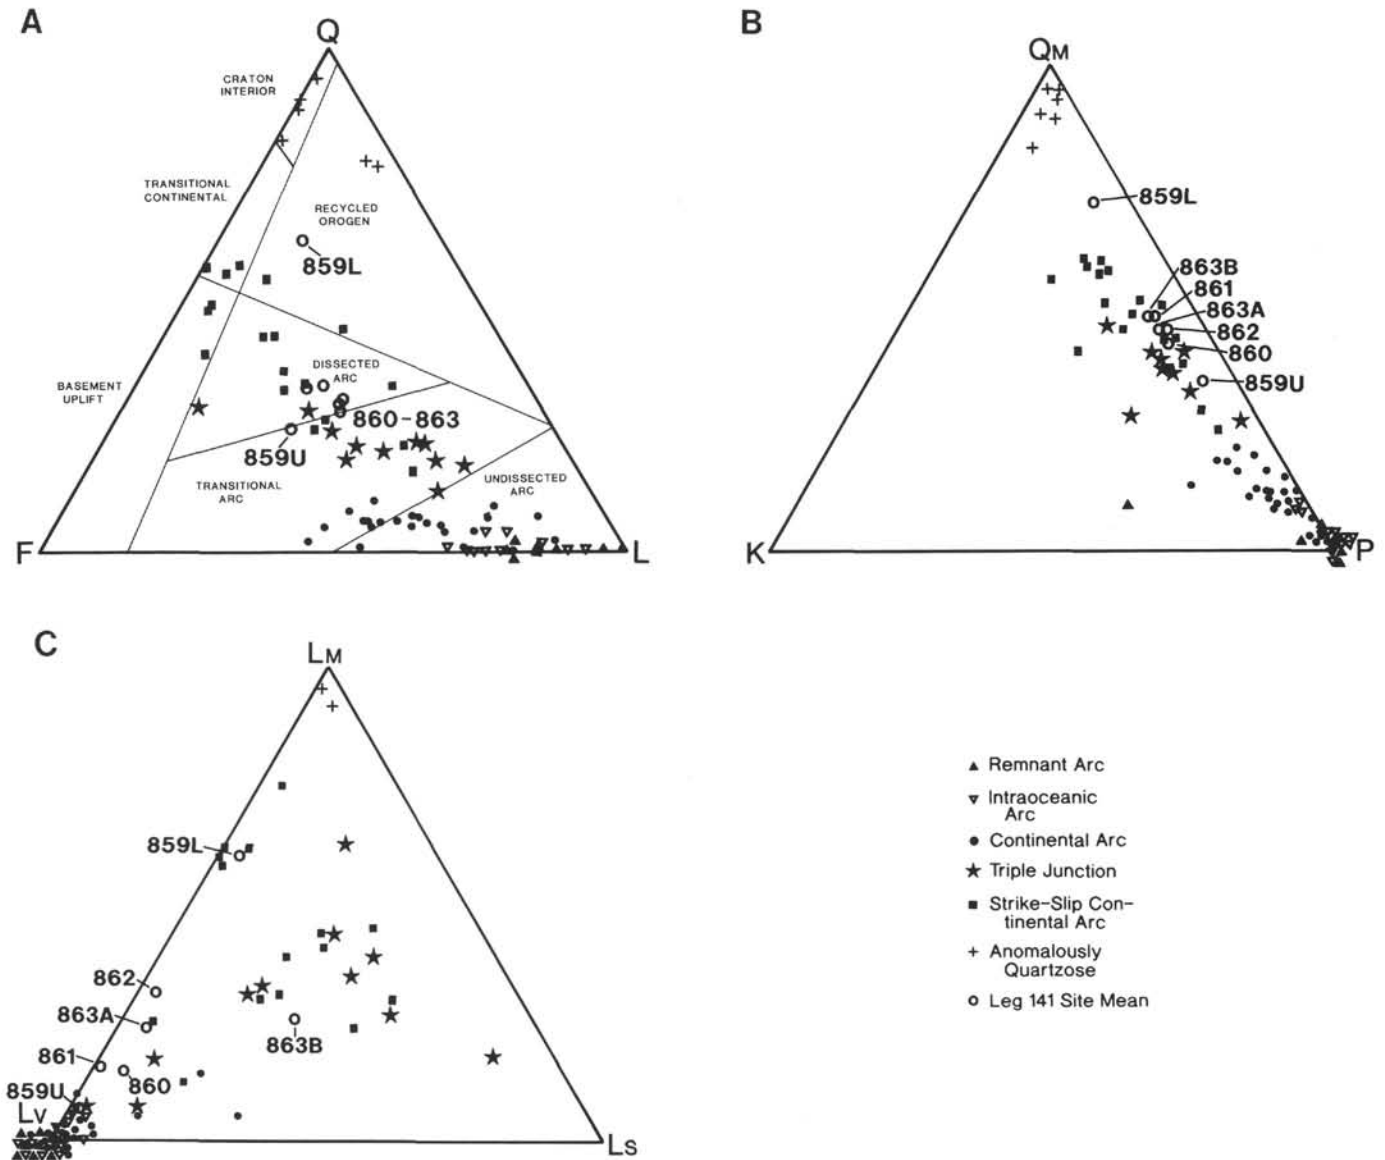 A
Q
CRATON
INTERIOR
TRANSITIONAL
CONTINENTAL
RECYCLED
OROGEN
859L
BASEMENT
UPLIFT
DISSECTED
ARC
860-863
859U
TRANSITIONAL
ARC
UNDISSECTED
ARC
F
L
B
QM
859L
863B
861
863A
862
860
859U
K
P
C
LM
859L
862
863A
863B
861
860
859U
Lv
Ls
Remnant Arc
Intraoceanic
Arc
Continental Arc
Triple Junction
Strike-Slip Con-
tinental Arc
Anomalously
Quartzose
Leg 141 Site Mean